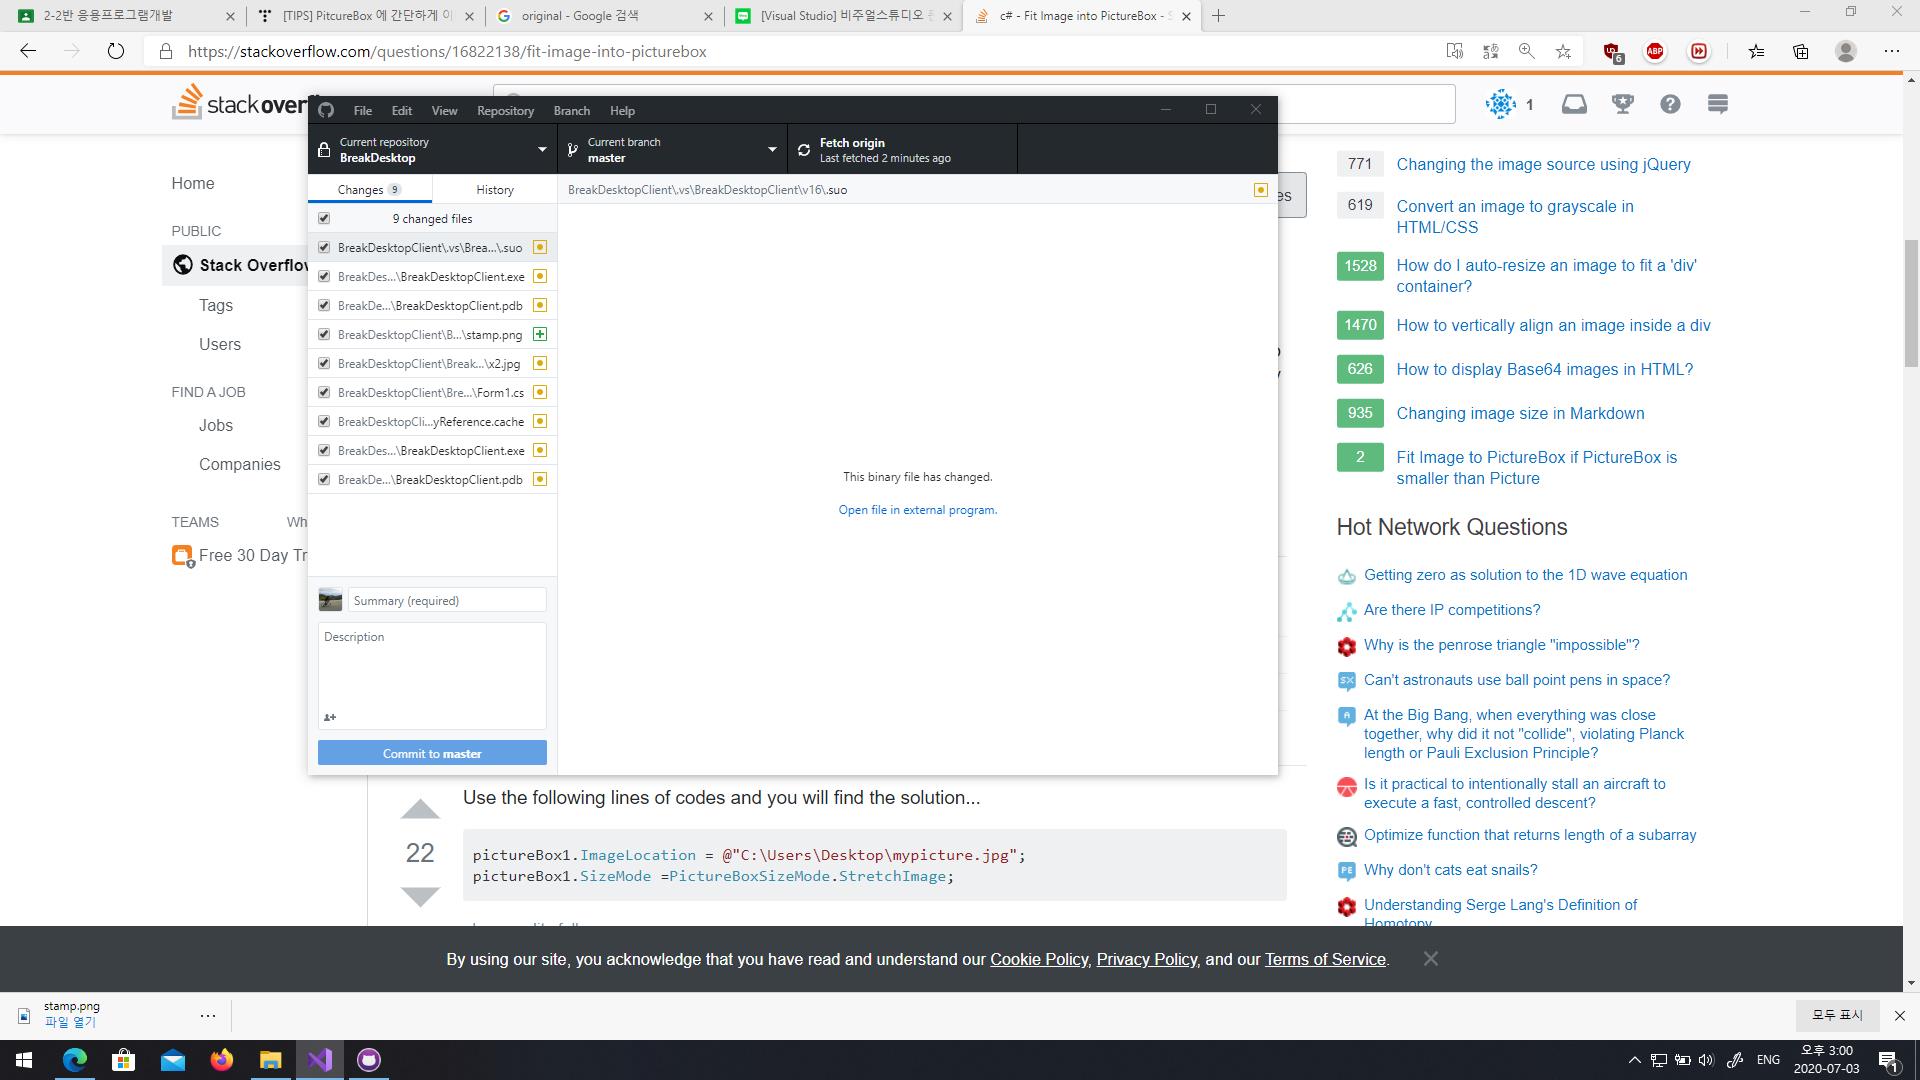 2-2반 응용프로그램개발
[TIPS] PitcureBox 에 간단하게 이
original - Google 검색
[Visual Studio] 비주얼스튜디오
c# - Fit Image into PictureBox - S
https://stackoverflow.com/questions/16822138/fit-image-into-picturebox
6
ABP
stack overfl
1
File Edit View Repository Branch Help
Current repository
BreakDesktop
Current branch
master
Fetch origin
Last fetched 2 minutes ago
Changes 9
History
BreakDesktopClient\.vs\BreakDesktopClient\v16\.suo
9 changed files
BreakDesktopClient\.vs\Brea...\.suo
BreakDes...\BreakDesktopClient.exe
BreakDe...\BreakDesktopClient.pdb
BreakDesktopClient\B...\stamp.png
BreakDesktopClient\Break...\x2.jpg
BreakDesktopClient\Bre...\Form1.cs
BreakDesktopCli...yReference.cache
BreakDes...\BreakDesktopClient.exe
BreakDe...\BreakDesktopClient.pdb
This binary file has changed.
Open file in external program.
Summary (required)
Description
Commit to master
Home
PUBLIC
Stack Overflow
Tags
Users
FIND A JOB
Jobs
Companies
TEAMS
Wh
Free 30 Day Tr
es
771
Changing the image source using jQuery
619
Convert an image to grayscale in
HTML/CSS
1528
How do I auto-resize an image to fit a 'div'
container?
1470
How to vertically align an image inside a div
626
How to display Base64 images in HTML?
935
Changing image size in Markdown
2
Fit Image to PictureBox if PictureBox is
smaller than Picture
Hot Network Questions
Getting zero as solution to the 1D wave equation
Are there IP competitions?
Why is the penrose triangle "impossible"?
SX
Can't astronauts use ball point pens in space?
A
At the Big Bang, when everything was close
together, why did it not "collide", violating Planck
length or Pauli Exclusion Principle?
Is it practical to intentionally stall an aircraft to
execute a fast, controlled descent?
Optimize function that returns length of a subarray
PE
Why don't cats eat snails?
Understanding Serge Lang's Definition of
Homotopy
Use the following lines of codes and you will find the solution...
22
pictureBox1.ImageLocation = @"C:\Users\Desktop\mypicture.jpg";
pictureBox1.SizeMode =PictureBoxSizeMode.StretchImage;
By using our site, you acknowledge that you have read and understand our Cookie Policy, Privacy Policy, and our Terms of Service.
stamp.png
파일 열기
모두 표시
ENG
오후 3:00
2020-07-03
1